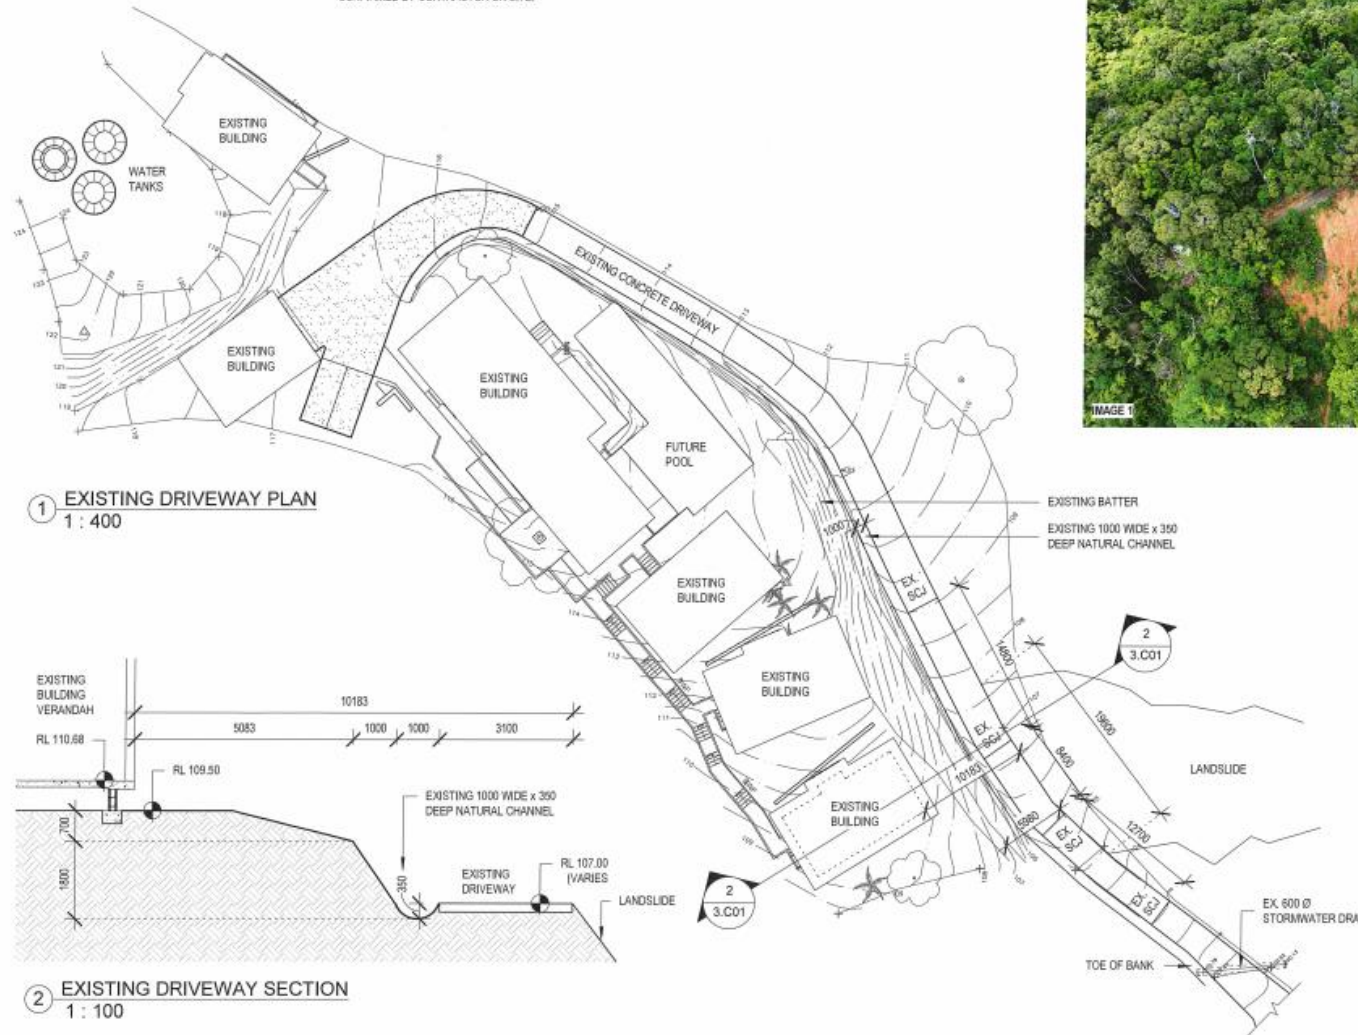 EXISTING
BUILDING
WATER
TANKS
EXISTING CONCRETE DRIVEWAY
EXISTING
BUILDING
EXISTING
BUILDING
FUTURE
POOL
IMAGE 1
1 EXISTING DRIVEWAY PLAN
1 : 400
EXISTING BATTER
1000
EXISTING 1000 WIDE x 350
DEEP NATURAL CHANNEL
EXISTING
BUILDING
EX.
SCJ
14800
2
3.C01
EXISTING
BUILDING
EX.
SCJ
19600
8400
10183
LANDSLIDE
EXISTING
BUILDING
5960
EX.
SCJ
12700
2
3.C01
EX.
SCJ
EX. 600 Ø
STORMWATER DRA
TOE OF BANK
EXISTING
BUILDING
VERANDAH
10183
5083
1000
1000
3100
RL 110.68
RL 109.50
EXISTING 1000 WIDE x 350
DEEP NATURAL CHANNEL
700
1800
350
EXISTING
DRIVEWAY
RL 107.00
(VARIES
LANDSLIDE
2 EXISTING DRIVEWAY SECTION
1 : 100